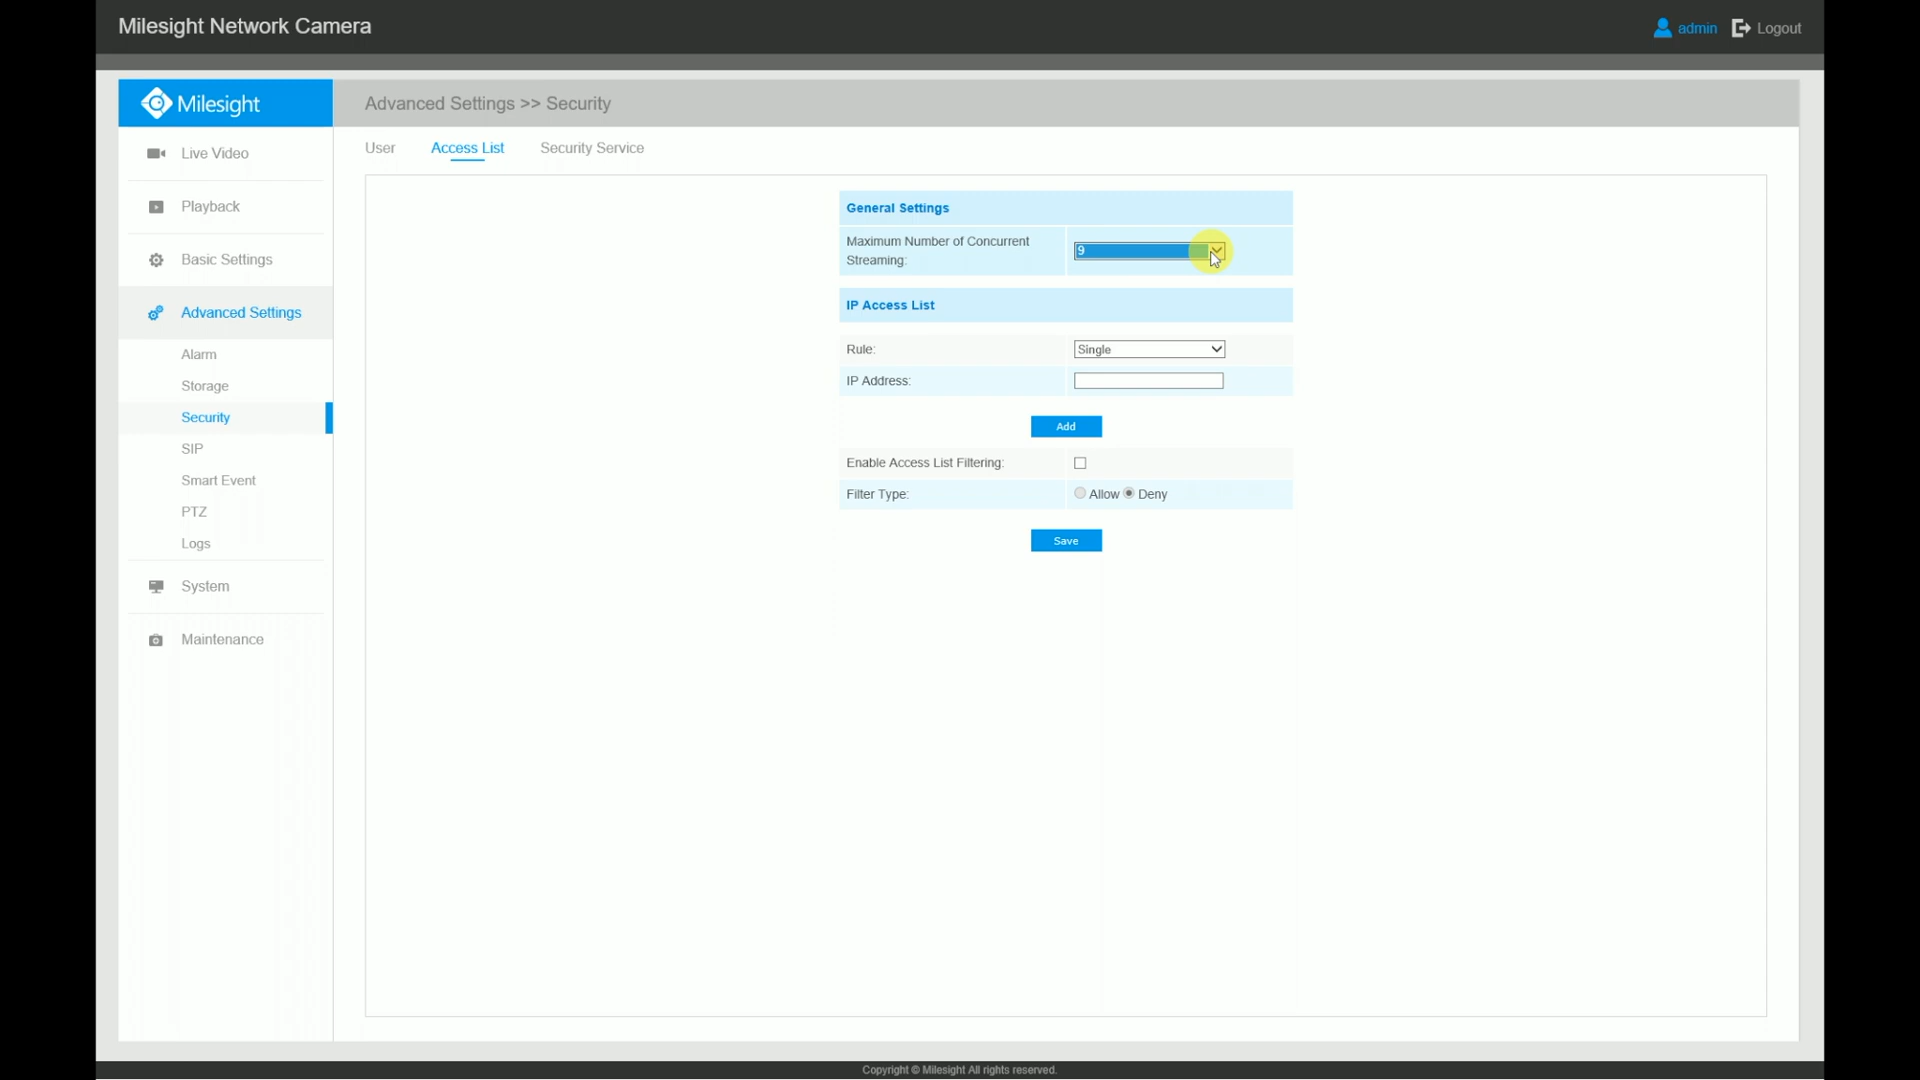 Milesight Network Camera
admin
Logout
Milesight
Advanced Settings >> Security
Live Video
Playback
Basic Settings
Advanced Settings
Alarm
Storage
Security
SIP
Smart Event
PTZ
Logs
System
Maintenance
User
Access List
Security Service
General Settings
Maximum Number of Concurrent
Streaming:
9
IP Access List
Rule:
Single
IP Address:
Add
Enable Access List Filtering:
Filter Type:
Allow
Deny
Save
Copyright © Milesight All rights reserved.